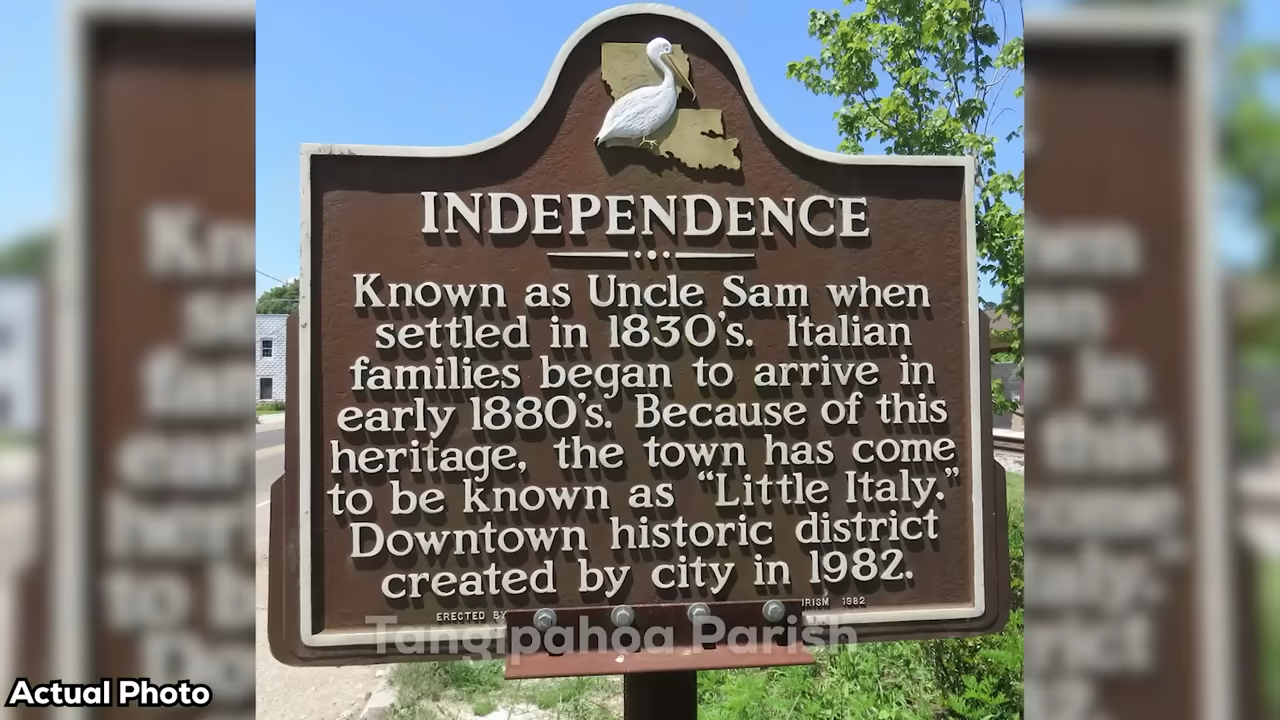 INDEPENDENCE
Known as Uncle Sam when
settled in 1830's. Italian
families began to arrive in
early 1880's. Because of this
heritage, the town has come
to be known as "Little Italy."
Downtown historic district
created by city in 1982.
ERECTED BY 1982
Tangipahoa Parish
Actual Photo